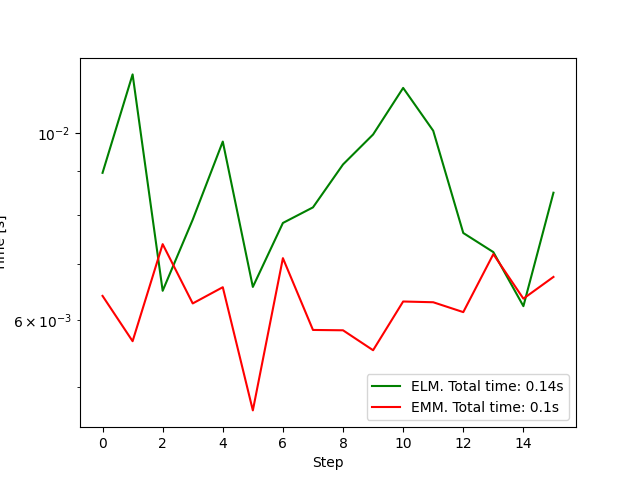 10⁻²
6 × 10⁻³
Time [s]
0 2 4 6 8 10 12 14
Step
ELM. Total time: 0.14s
EMM. Total time: 0.1s